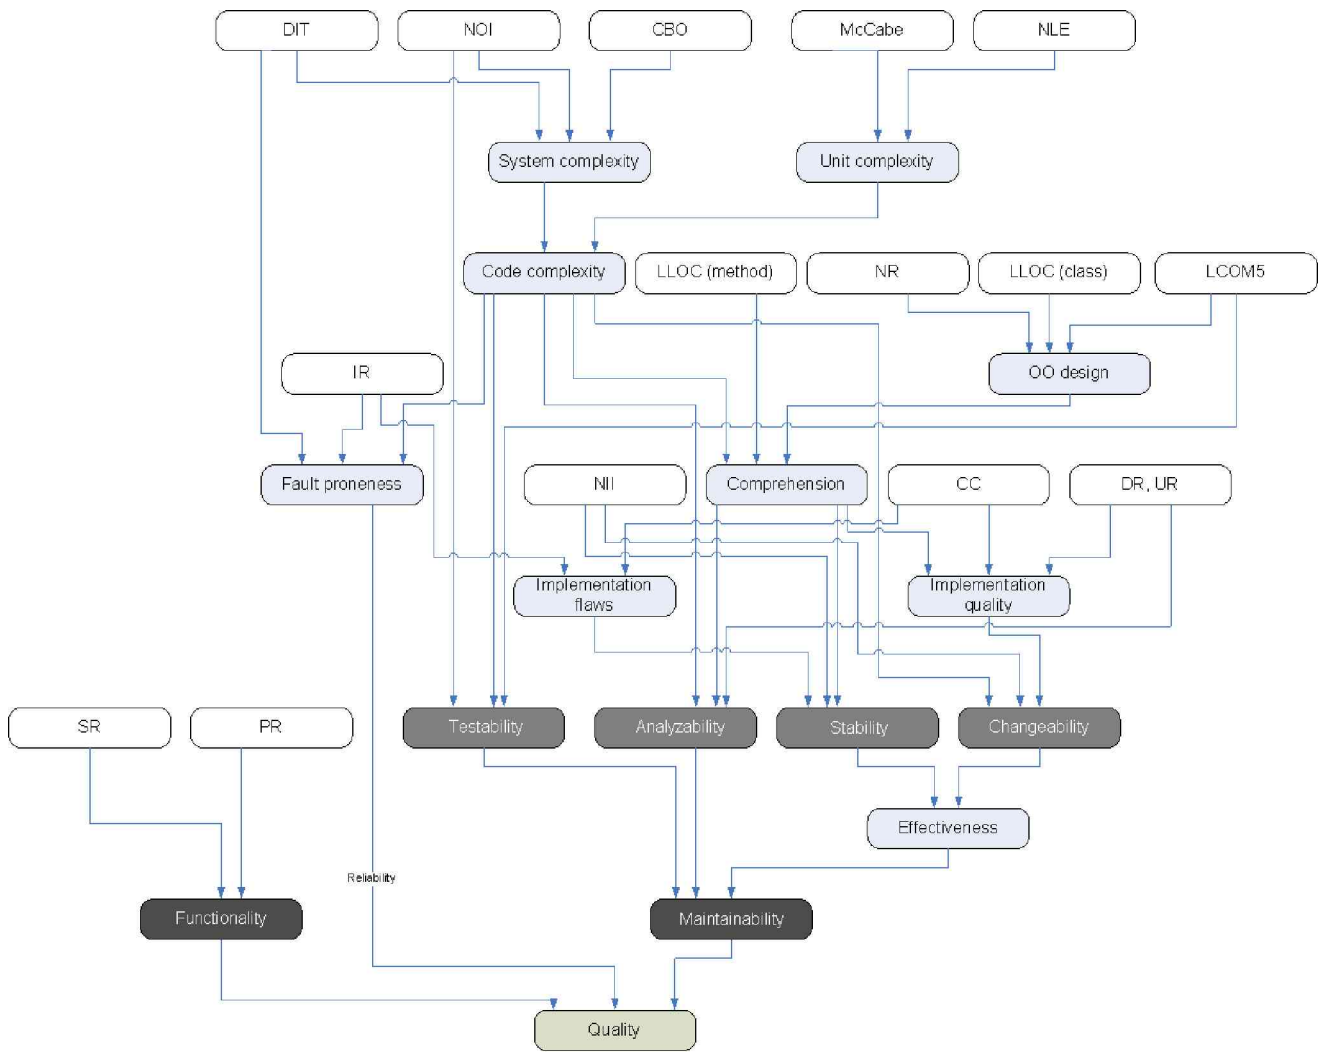 DIT
NOI
CBO
McCabe
NLE
System complexity
Unit complexity
Code complexity
LLOC (method)
NR
LLOC (class)
LCOM5
IR
OO design
Fault proneness
NII
Comprehension
CC
DR, UR
Implementation
flaws
Implementation
quality
SR
PR
Testability
Analyzability
Stability
Changeability
Effectiveness
Reliability
Functionality
Maintainability
Quality